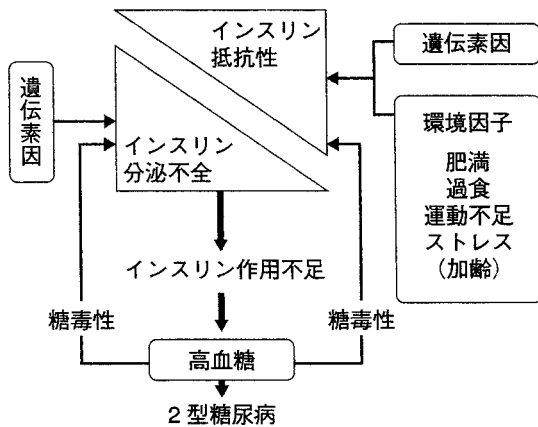 インスリン
抵抗性
遺伝素因
遺伝素因
インスリン
分泌不全
環境因子
肥満
過食
運動不足
ストレス
(加齢)
インスリン作用不足
糖毒性
糖毒性
高血糖
2型糖尿病